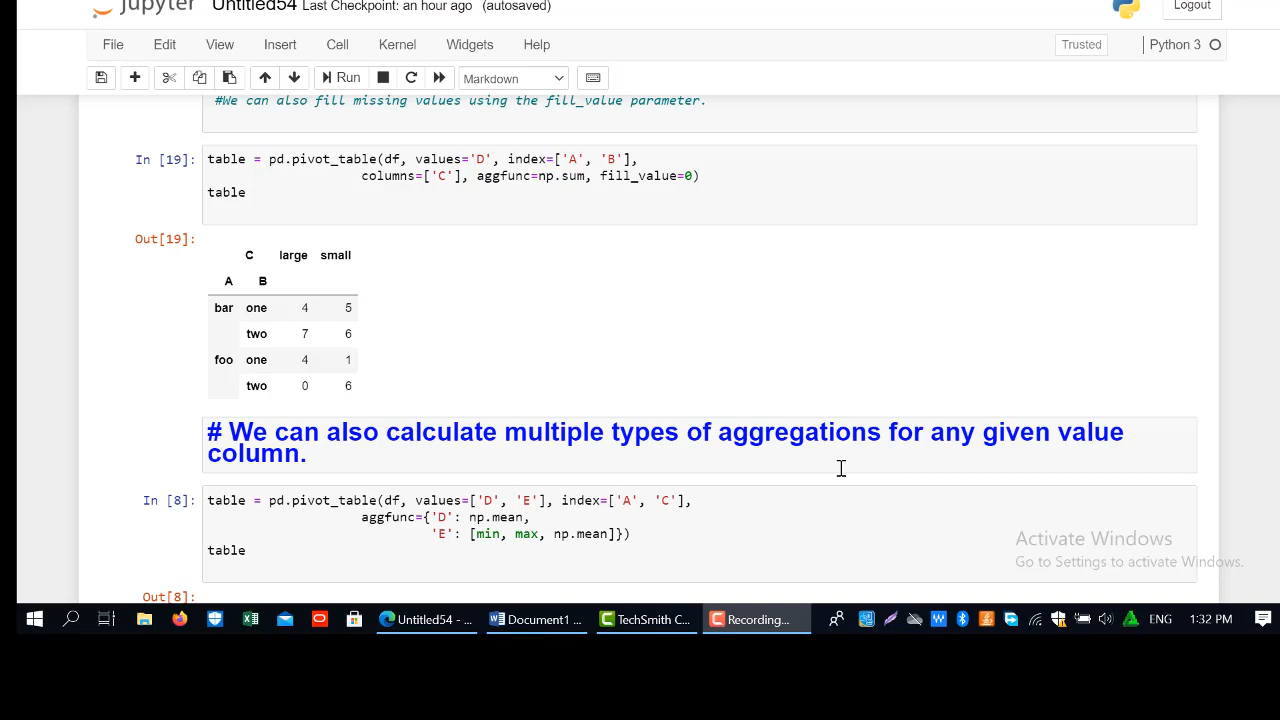 jupyter Untitled54 Last Checkpoint: an hour ago (autosaved) Logout
File Edit View Insert Cell Kernel Widgets Help Trusted Python 3
Run Markdown
#We can also fill missing values using the fill_value parameter.
In [19]: table = pd.pivot_table(df, values='D', index=['A', 'B'],
columns=['C'], aggfunc=np.sum, fill_value=0)
table
Out[19]:
C large small
A B
bar one 4 5
two 7 6
foo one 4 1
two 0 6
# We can also calculate multiple types of aggregations for any given value
column.
In [8]: table = pd.pivot_table(df, values=['D', 'E'], index=['A', 'C'],
aggfunc={'D': np.mean,
'E': [min, max, np.mean]})
table
Activate Windows
Go to Settings to activate Windows.
Out[8]:
Untitled54 - ... Document1 ... TechSmith C... Recording... ENG 1:32 PM